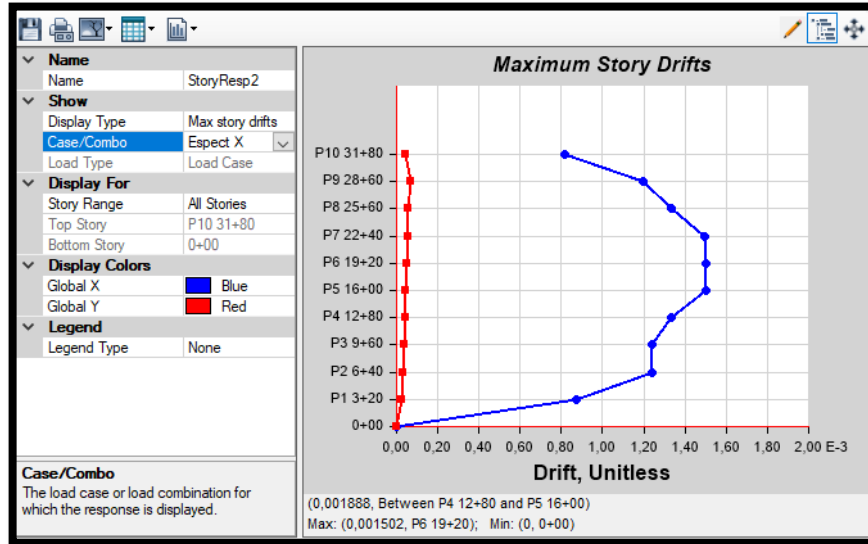 Name
Name StoryResp2
Show
Display Type Max story drifts
Case/Combo Espect X
Load Type Load Case
Display For
Story Range All Stories
Top Story P10 31+80
Bottom Story 0+00
Display Colors
Global X Blue
Global Y Red
Legend
Legend Type None
Case/Combo
The load case or load combination for
which the response is displayed.
Maximum Story Drifts
P10 31+80
P9 28+60
P8 25+60
P7 22+40
P6 19+20
P5 16+00
P4 12+80
P3 9+60
P2 6+40
P1 3+20
0+00
0,00 0,20 0,40 0,60 0,80 1,00 1,20 1,40 1,60 1,80 2,00 E-3
Drift, Unitless
(0,001888, Between P4 12+80 and P5 16+00)
Max: (0,001502, P6 19+20); Min: (0, 0+00)